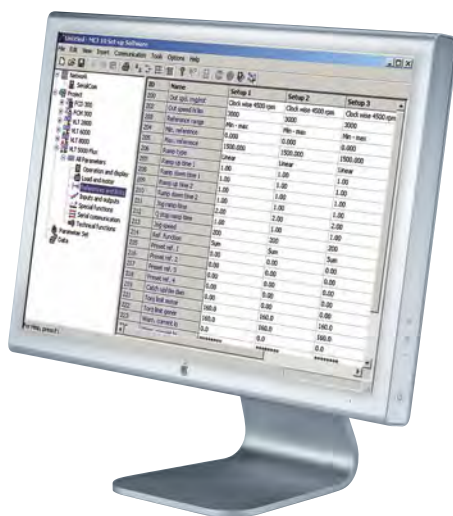 Untitled - MCT 10 Set-up Software
File Edit View Insert Communication Tools Options Help
Network
SerialCom
Project
FCD 300
FCM 300
VLT 2800
VLT 6000
VLT 8000
VLT 5000 Plus
All Parameters
Operation and display
Load and motor
References and limits
Inputs and outputs
Special functions
Serial communication
Technical functions
Parameter Set
Data
ID Name Setup 1 Setup 2 Setup 3
200 Out spd. rng/rot Clock wise 4500 rpm Clock wise 4500 rpm Clock wise 4500 rpm
Out speed hi lim 3000 3000 3000
203 Reference range Min - max Min - max Min - max
204 Min. reference 0.000 0.000 0.000
205 Max. reference 1500.000 1500.000 1500.000
206 Ramp type Linear Linear Linear
Ramp up time 1 1.00 1.00 1.00
Ramp down time 1 1.00 1.00 1.00
209 Ramp up time 2 1.00 1.00 1.00
210 Ramp down time 2 1.00 1.00 1.00
211 Jog ramp time 2.00 2.00 2.00
212 Q stop ramp time 1.00 1.00 1.00
213 Jog speed 200 200 200
214 Ref. function Sum Sum Sum
215 Preset ref. 1 0.00 0.00 0.00
216 Preset ref. 2 0.00 0.00 0.00
Preset ref. 3 0.00 0.00 0.00
Preset ref. 4 0.00 0.00 0.00
Catch up/slw dwn 0.00 0.00 0.00
221 Torq limit motor 160.0 160.0 160.0
222 Torq limit gener 160.0 160.0 160.0
223 Warn. current lo 0.0 0.0 0.0
For Help, press F1